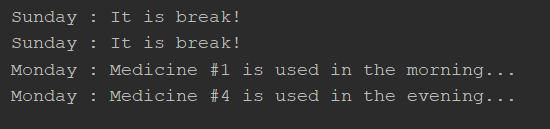 Sunday : It is break!
Sunday : It is break!
Monday : Medicine #1 is used in the morning...
Monday : Medicine #4 is used in the evening...